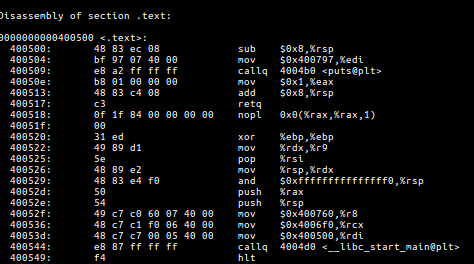 Disassembly of section .text:
0000000000400500 <.text>:
400500: 48 83 ec 08 sub $0x8,%rsp
400504: bf 97 07 40 00 mov $0x400797,%edi
400509: e8 a2 ff ff ff callq 4004b0 <puts@plt>
40050e: b8 01 00 00 00 mov $0x1,%eax
400513: 48 83 c4 08 add $0x8,%rsp
400517: c3 retq
400518: 0f 1f 84 00 00 00 00 nopl 0x0(%rax,%rax,1)
40051f: 00
400520: 31 ed xor %ebp,%ebp
400522: 49 89 d1 mov %rdx,%r9
400525: 5e pop %rsi
400526: 48 89 e2 mov %rsp,%rdx
400529: 48 83 e4 f0 and $0xfffffffffffffff0,%rsp
40052d: 50 push %rax
40052e: 54 push %rsp
40052f: 49 c7 c0 60 07 40 00 mov $0x400760,%r8
400536: 48 c7 c1 f0 06 40 00 mov $0x4006f0,%rcx
40053d: 48 c7 c7 00 05 40 00 mov $0x400500,%rdi
400544: e8 87 ff ff ff callq 4004d0 <__libc_start_main@plt>
400549: f4 hlt